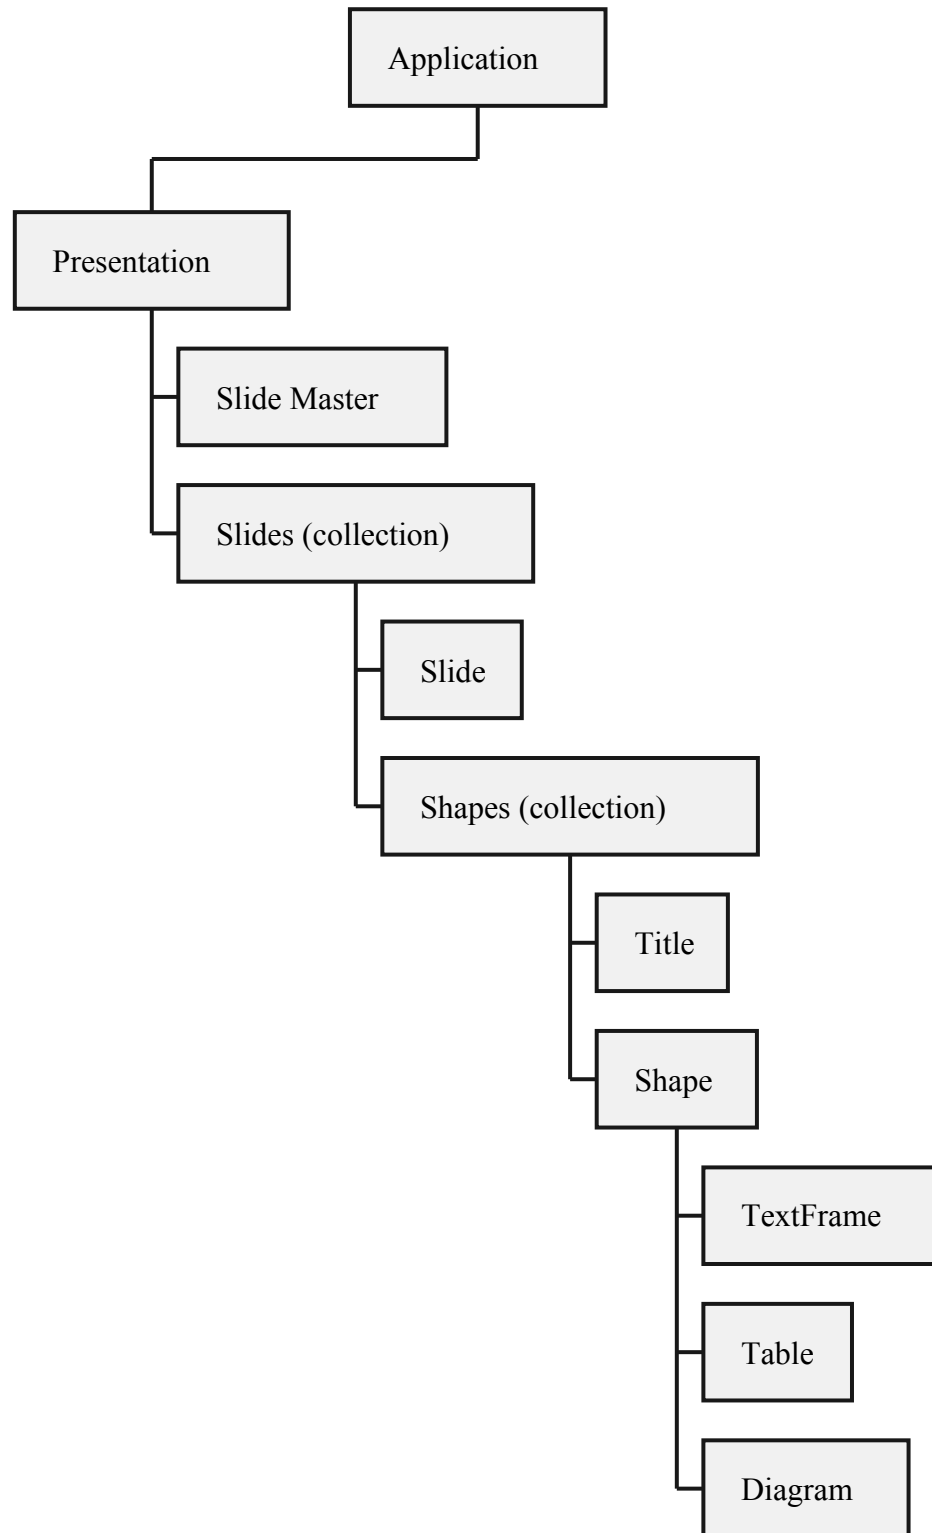 Application
Presentation
Slide Master
Slides (collection)
Slide
Shapes (collection)
Title
Shape
TextFrame
Table
Diagram